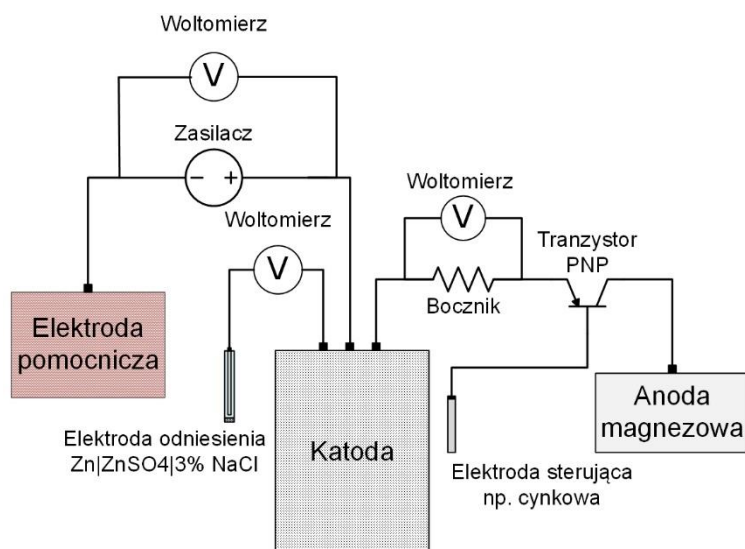 Woltomierz
V
Zasilacz
− +
Woltomierz
V
Woltomierz
V
Tranzystor
PNP
Bocznik
Elektroda
pomocnicza
Elektroda odniesienia
Zn|ZnSO4|3% NaCl
Katoda
Elektroda sterująca
np. cynkowa
Anoda
magnezowa